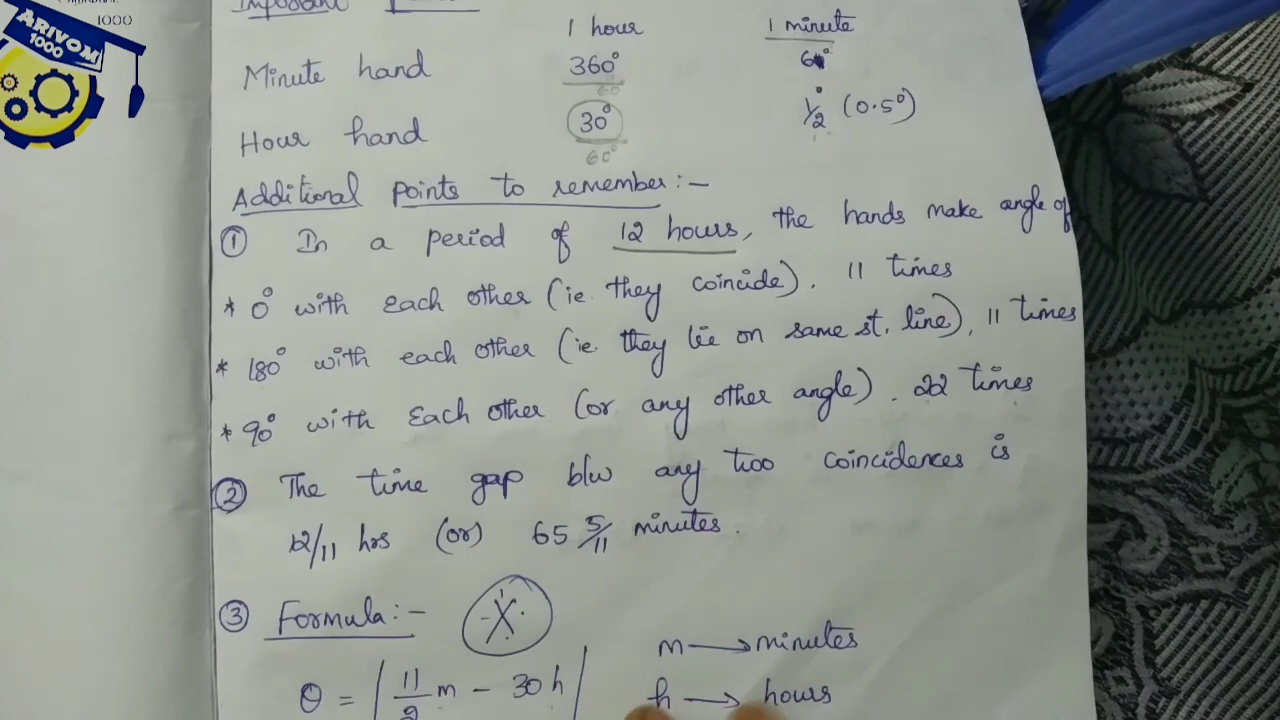 1000
ARIVOM
1000
Important
1 hour 1 minute
Minute hand 360° 6°
60
Hour hand 30° 1/2° (0.5°)
60°
Additional points to remember:-
① In a period of 12 hours, the hands make angle of
* 0° with each other (ie. they coincide). 11 times
* 180° with each other (ie. they lie on same st. line), 11 times
* 90° with each other (or any other angle). 22 times
② The time gap b/w any two coincidences is
12/11 hrs (or) 65 5/11 minutes.
③ Formula:-
m → minutes
θ = | 11/2 m - 30 h | h → hours